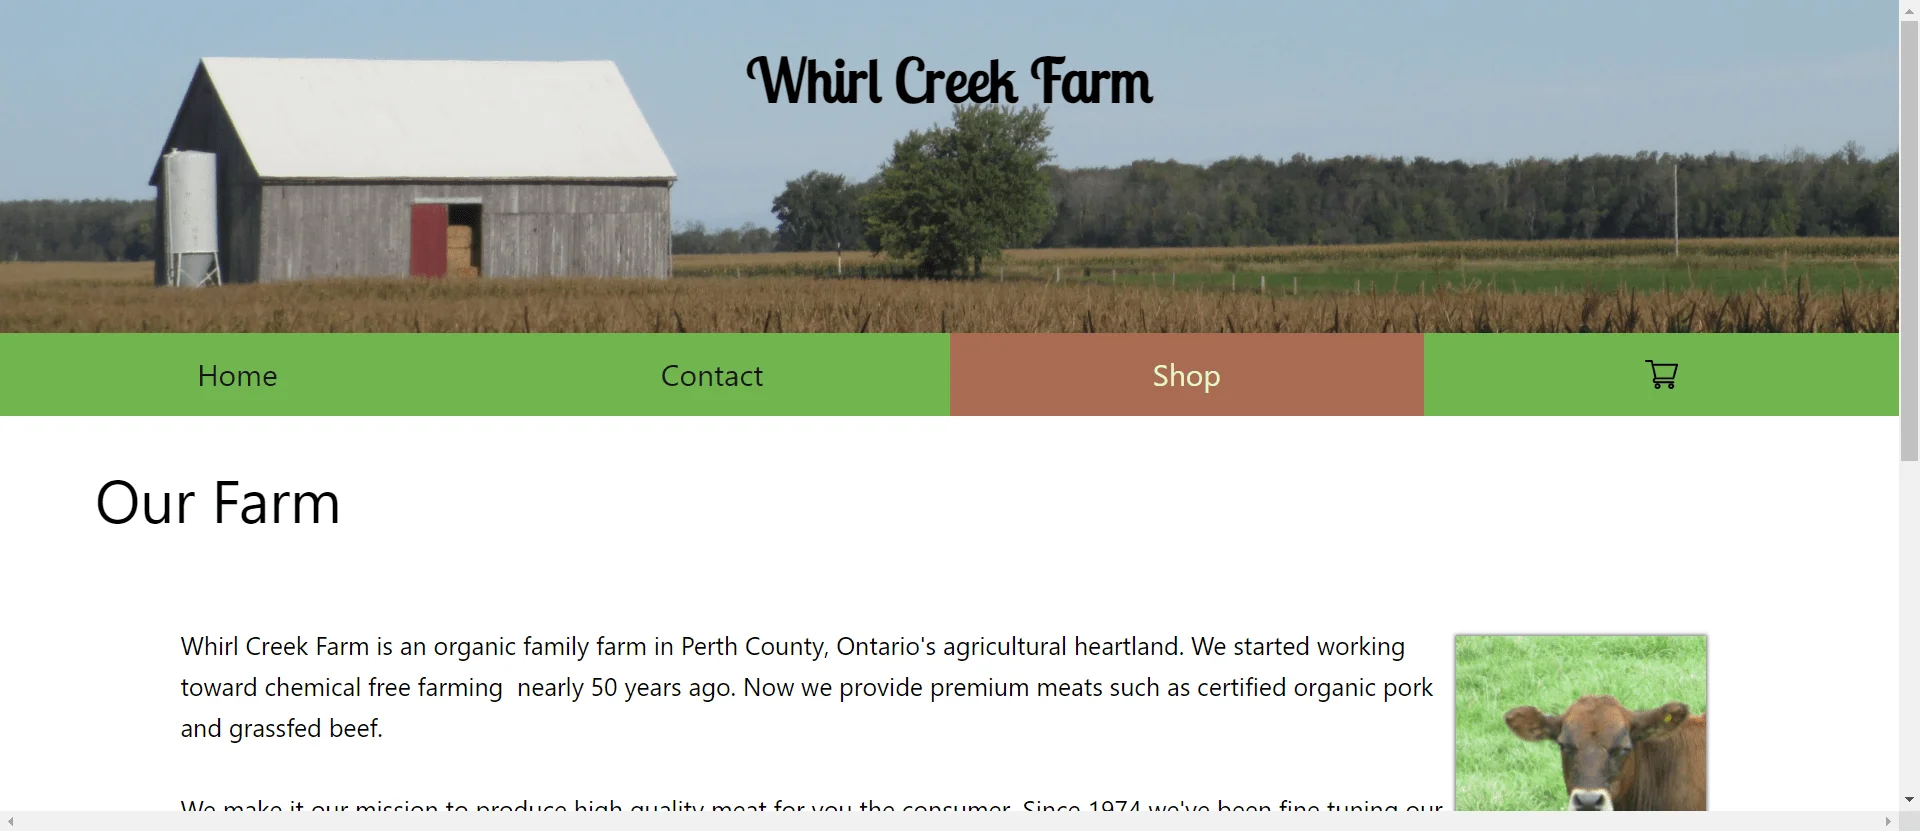 Whirl Creek Farm
Home
Contact
Shop
Our Farm
Whirl Creek Farm is an organic family farm in Perth County, Ontario's agricultural heartland. We started working
toward chemical free farming  nearly 50 years ago. Now we provide premium meats such as certified organic pork
and grassfed beef.
We make it our mission to produce high quality meat for you the consumer. Since 1974 we've been fine tuning our